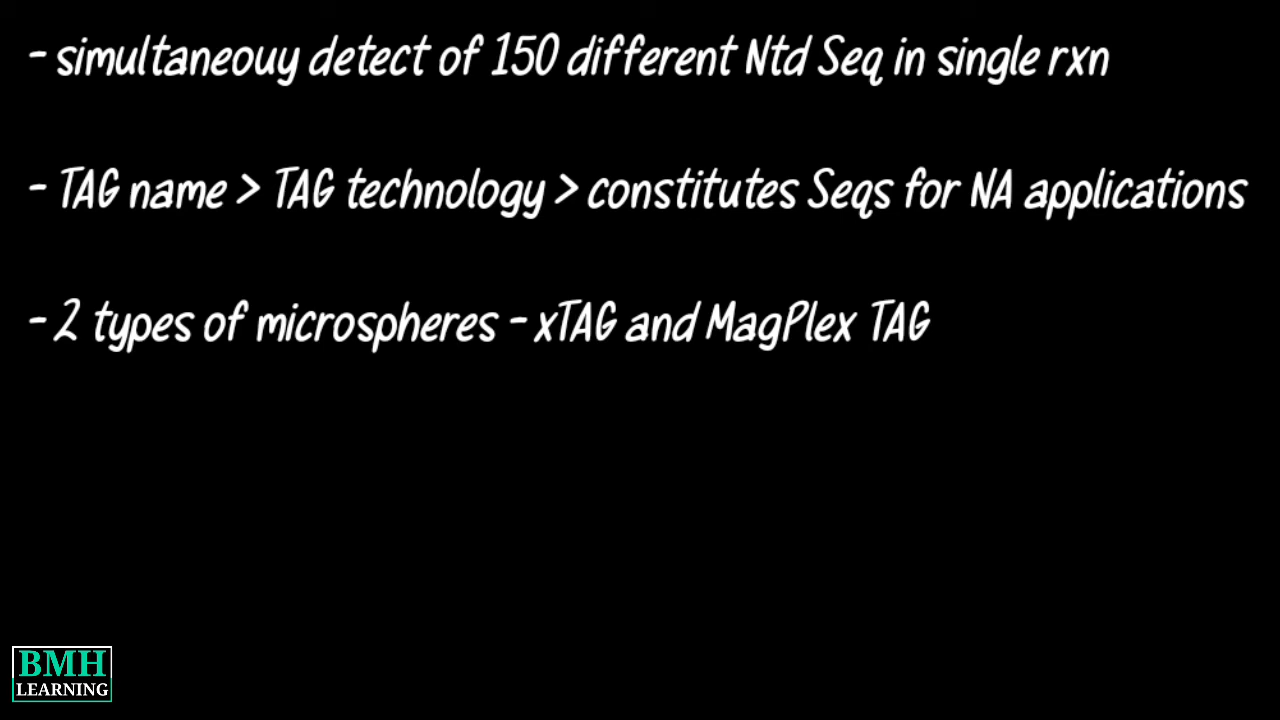 - simultaneouy detect of 150 different Ntd Seq in single rxn
- TAG name > TAG technology > constitutes Seqs for NA applications
- 2 types of microspheres - xTAG and MagPlex TAG
BMH
LEARNING